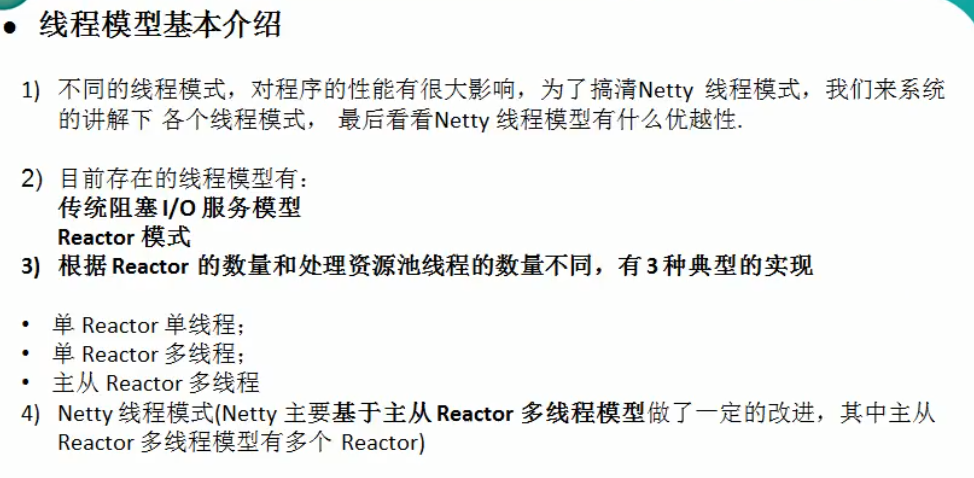 ● 线程模型基本介绍
1) 不同的线程模式，对程序的性能有很大影响，为了搞清Netty 线程模式，我们来系统
的讲解下 各个线程模式， 最后看看Netty 线程模型有什么优越性.
2) 目前存在的线程模型有：
传统阻塞 I/O 服务模型
Reactor 模式
3) 根据 Reactor 的数量和处理资源池线程的数量不同，有 3 种典型的实现
• 单 Reactor 单线程；
• 单 Reactor 多线程；
• 主从 Reactor 多线程
4) Netty 线程模式(Netty 主要基于主从 Reactor 多线程模型做了一定的改进，其中主从
Reactor 多线程模型有多个 Reactor)